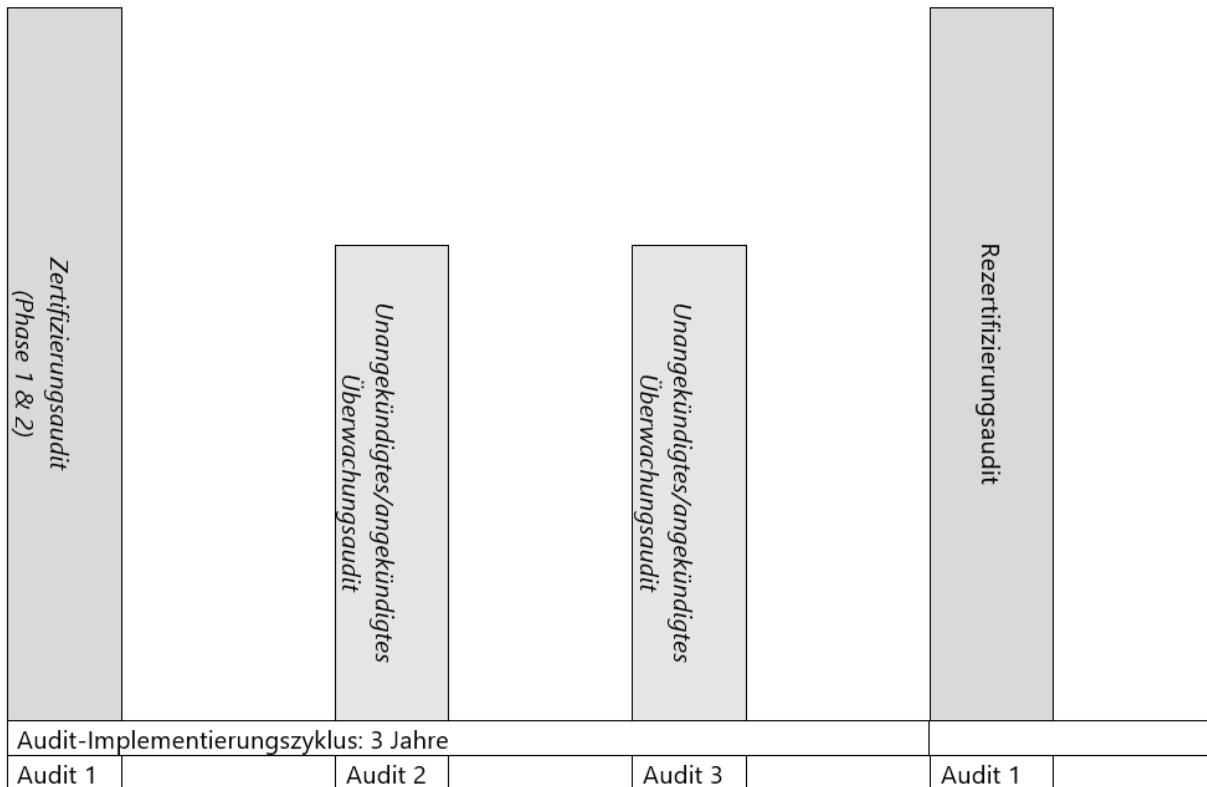 Zertifizierungsaudit
(Phase 1 & 2)
Unangekündigtes/angekündigtes
Überwachungsaudit
Unangekündigtes/angekündigtes
Überwachungsaudit
Rezertifizierungsaudit
Audit-Implementierungszyklus: 3 Jahre
Audit 1
Audit 2
Audit 3
Audit 1